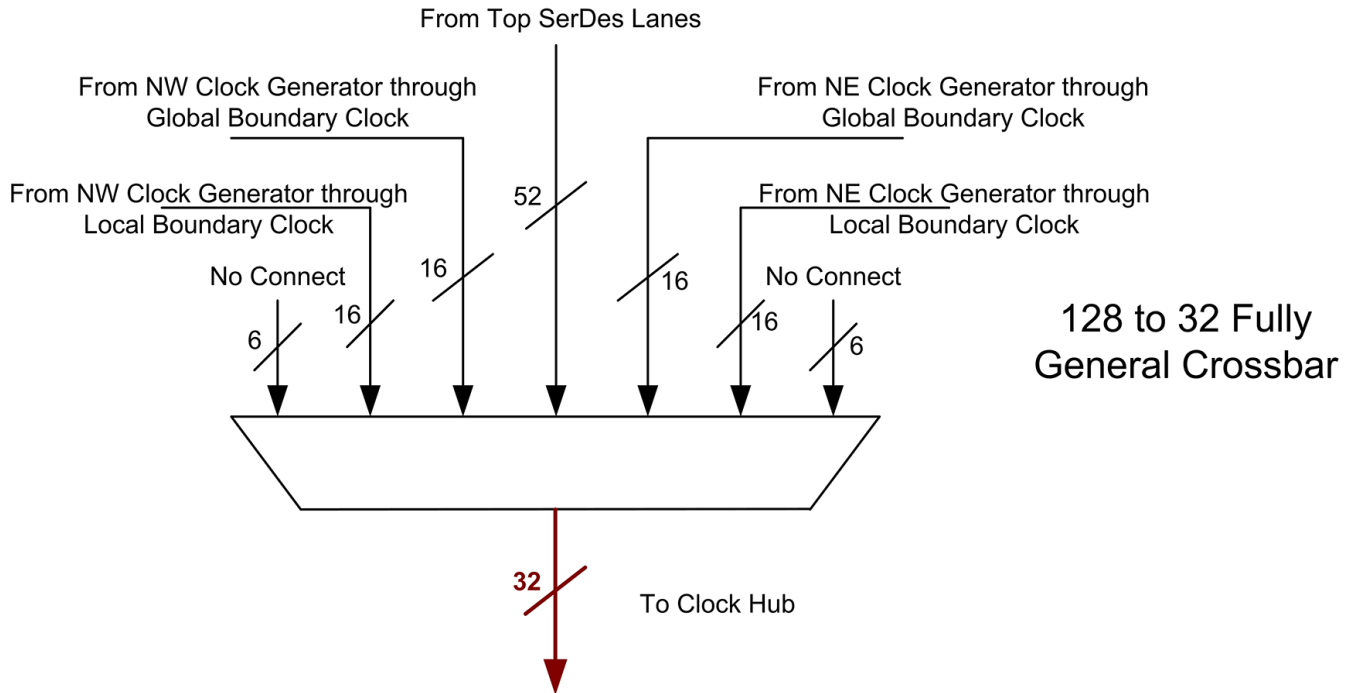 From Top SerDes Lanes
From NW Clock Generator through
Global Boundary Clock
From NE Clock Generator through
Global Boundary Clock
52
From NW Clock Generator through
Local Boundary Clock
From NE Clock Generator through
Local Boundary Clock
No Connect
16
16
No Connect
6
16
16
6
128 to 32 Fully
General Crossbar
32
To Clock Hub